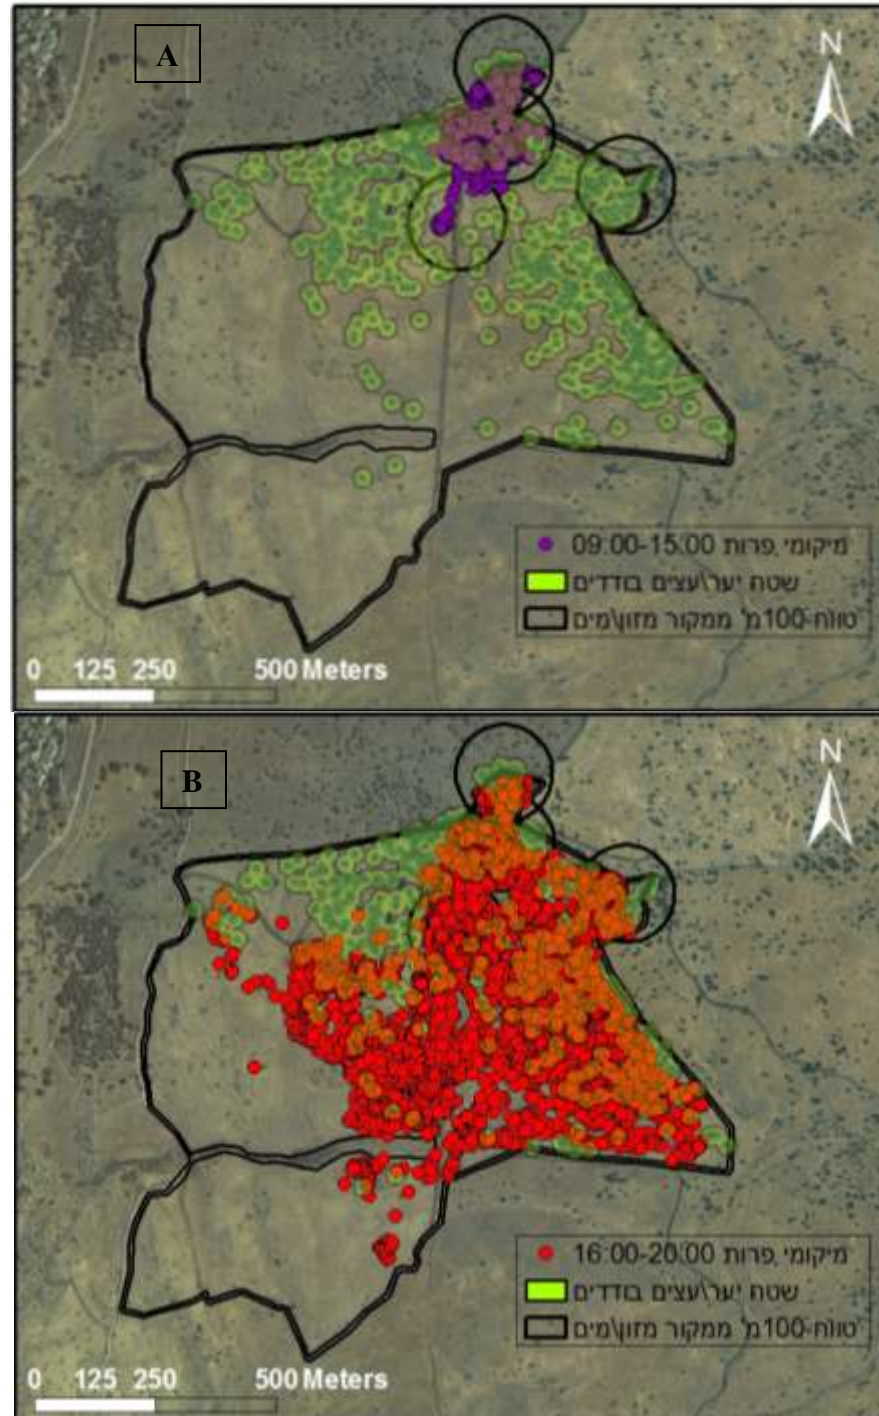 A
N
מיקומי פרות 09:00-15:00
שטח יער\עצים בודדים
טווח-100מ' ממקור מזון\מים
0 125 250 500 Meters
B
N
מיקומי פרות 16:00-20:00
שטח יער\עצים בודדים
טווח-100מ' ממקור מזון\מים
0 125 250 500 Meters